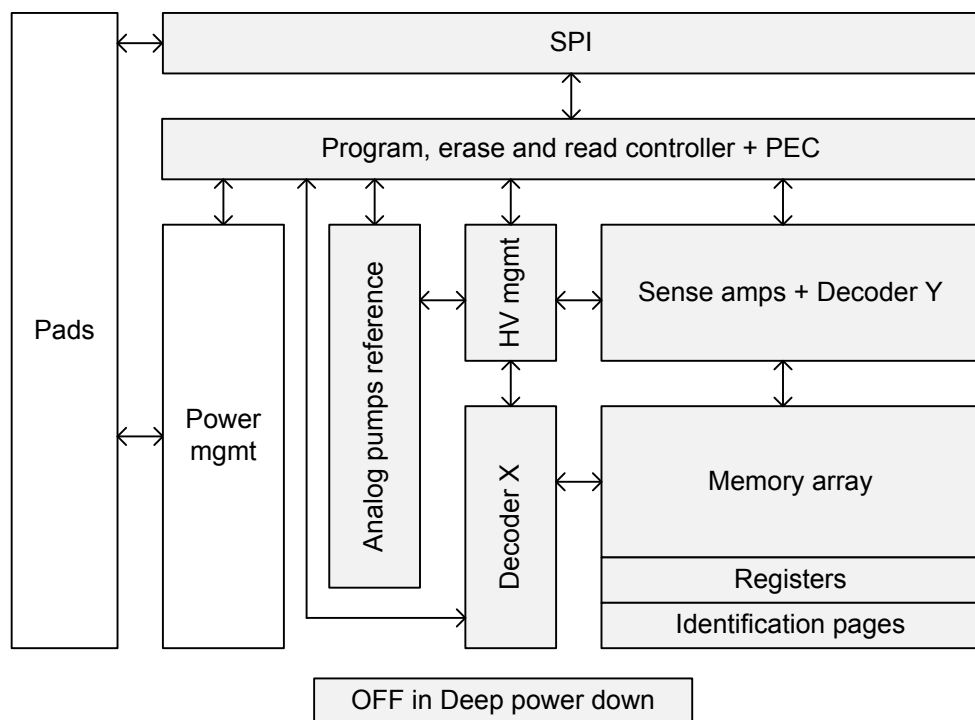 SPI
Program, erase and read controller + PEC
Pads
Power
mgmt
Analog pumps reference
HV mgmt
Sense amps + Decoder Y
Decoder X
Memory array
Registers
Identification pages
OFF in Deep power down